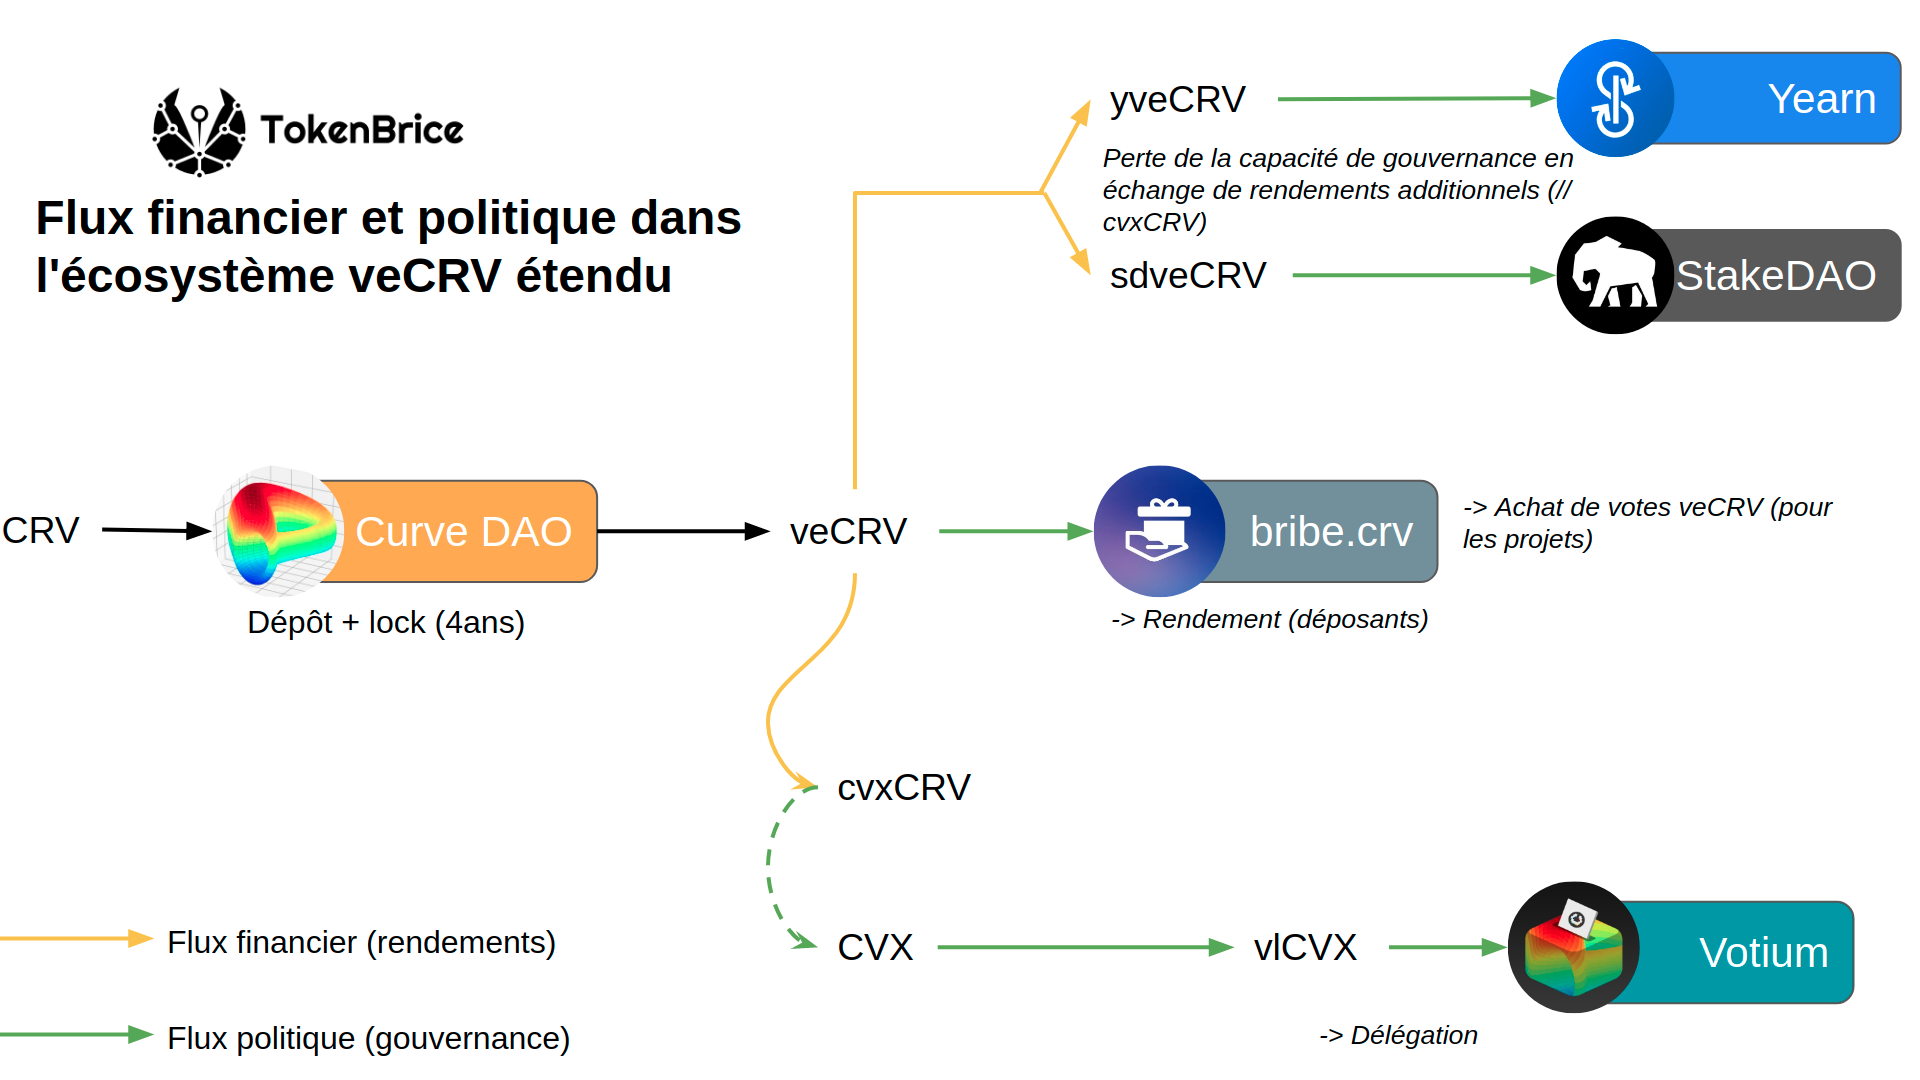 TokenBrice
Flux financier et politique dans
l'écosystème veCRV étendu
yveCRV
Yearn
Perte de la capacité de gouvernance en
échange de rendements additionnels (//
cvxCRV)
sdveCRV
StakeDAO
CRV
Curve DAO
Dépôt + lock (4ans)
veCRV
bribe.crv
-> Achat de votes veCRV (pour
les projets)
-> Rendement (déposants)
cvxCRV
CVX
vlCVX
Votium
-> Délégation
Flux financier (rendements)
Flux politique (gouvernance)